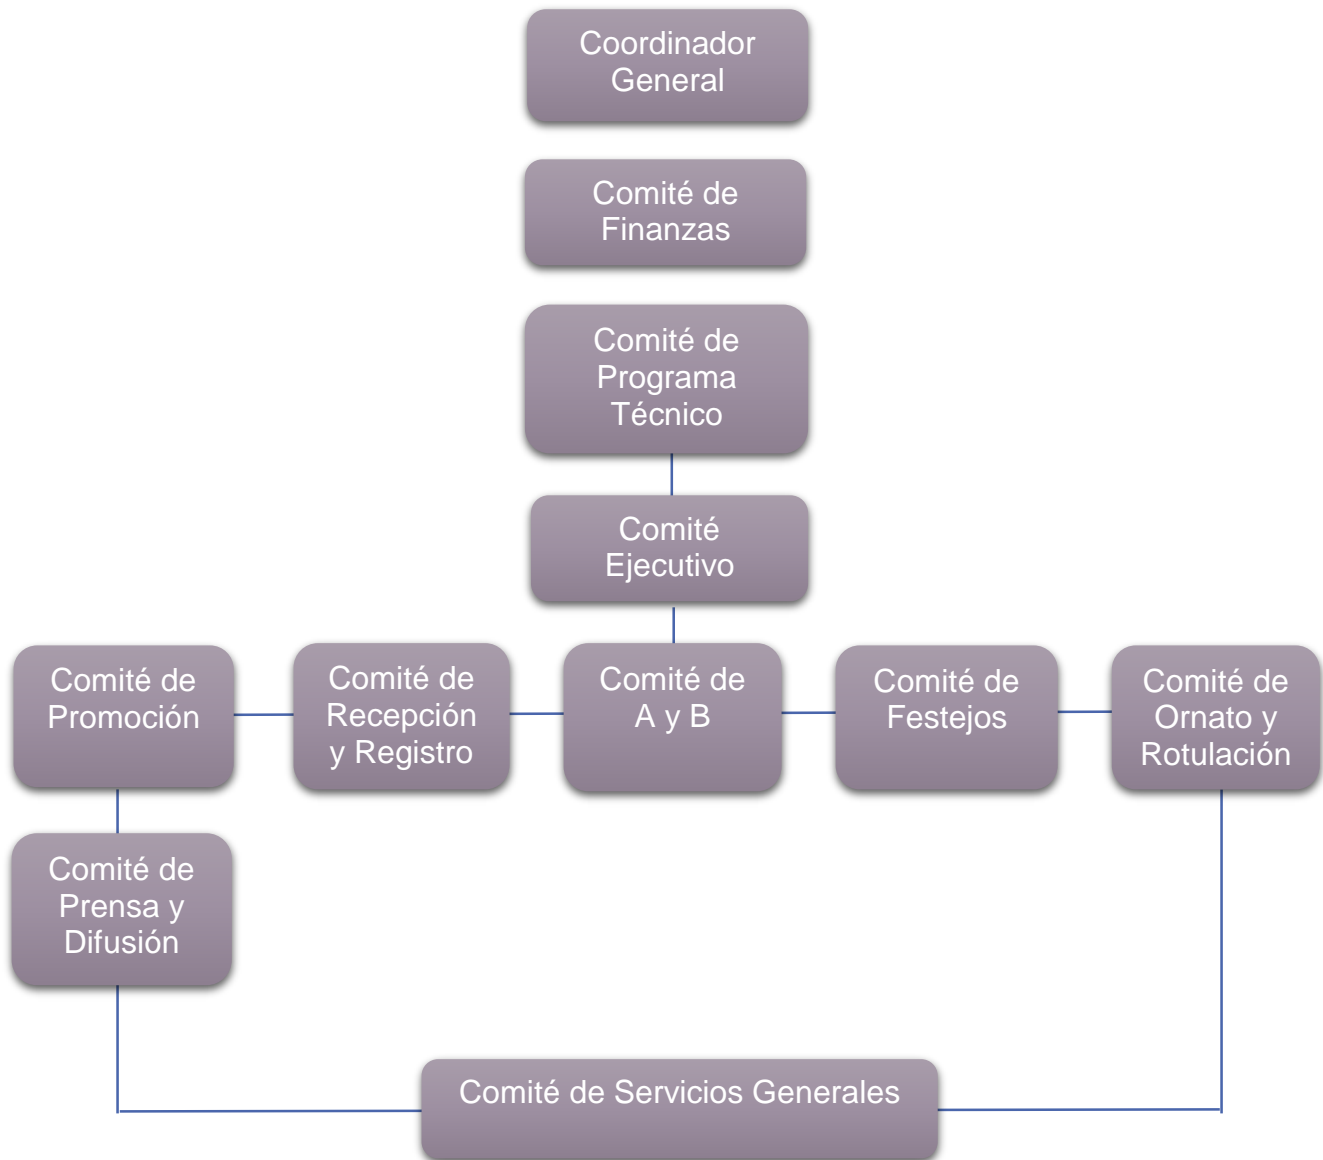 Coordinador
General
Comité de
Finanzas
Comité de
Programa
Técnico
Comité
Ejecutivo
Comité de
Promoción
Comité de
Recepción
y Registro
Comité de
A y B
Comité de
Festejos
Comité de
Ornato y
Rotulación
Comité de
Prensa y
Difusión
Comité de Servicios Generales